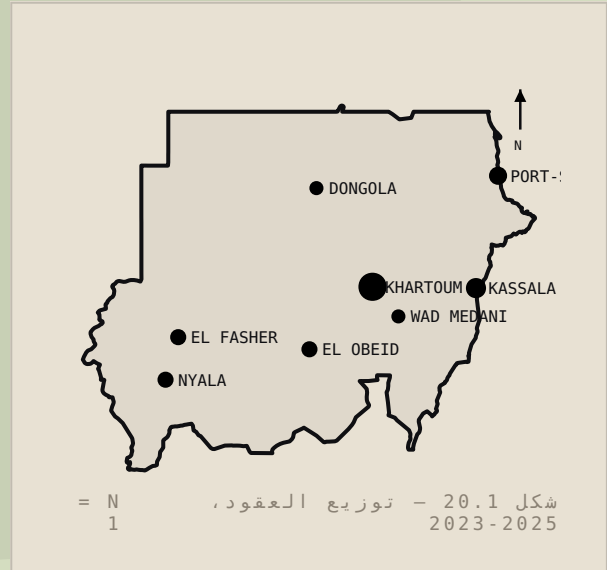 N
PORT-S
DONGOLA
KHARTOUM
KASSALA
WAD MEDANI
EL FASHER
EL OBEID
NYALA
شكل 20.1 — توزيع العقود،
2023-2025
N =
1